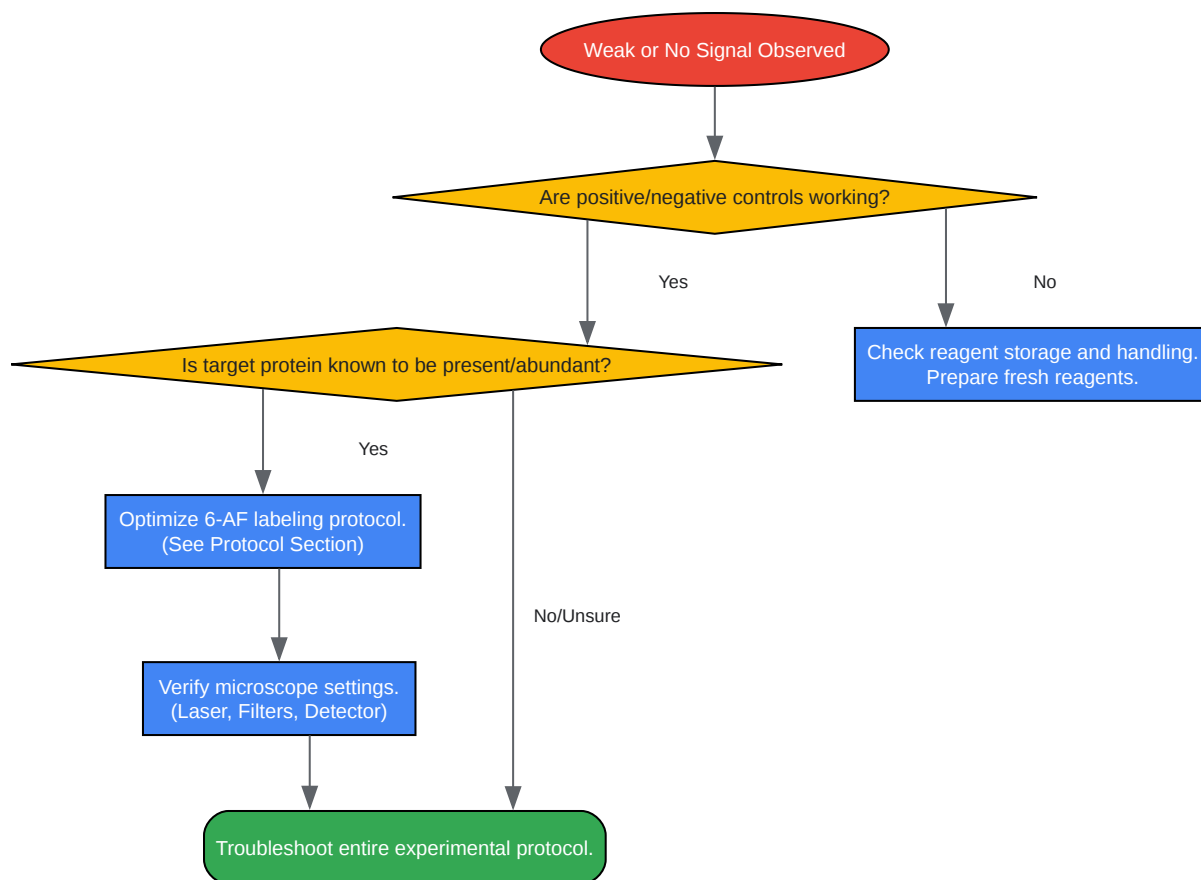 Weak or No Signal Observed
Are positive/negative controls working?
Yes
No
Is target protein known to be present/abundant?
Check reagent storage and handling.
Prepare fresh reagents.
Yes
Optimize 6-AF labeling protocol.
(See Protocol Section)
No/Unsure
Verify microscope settings.
(Laser, Filters, Detector)
Troubleshoot entire experimental protocol.